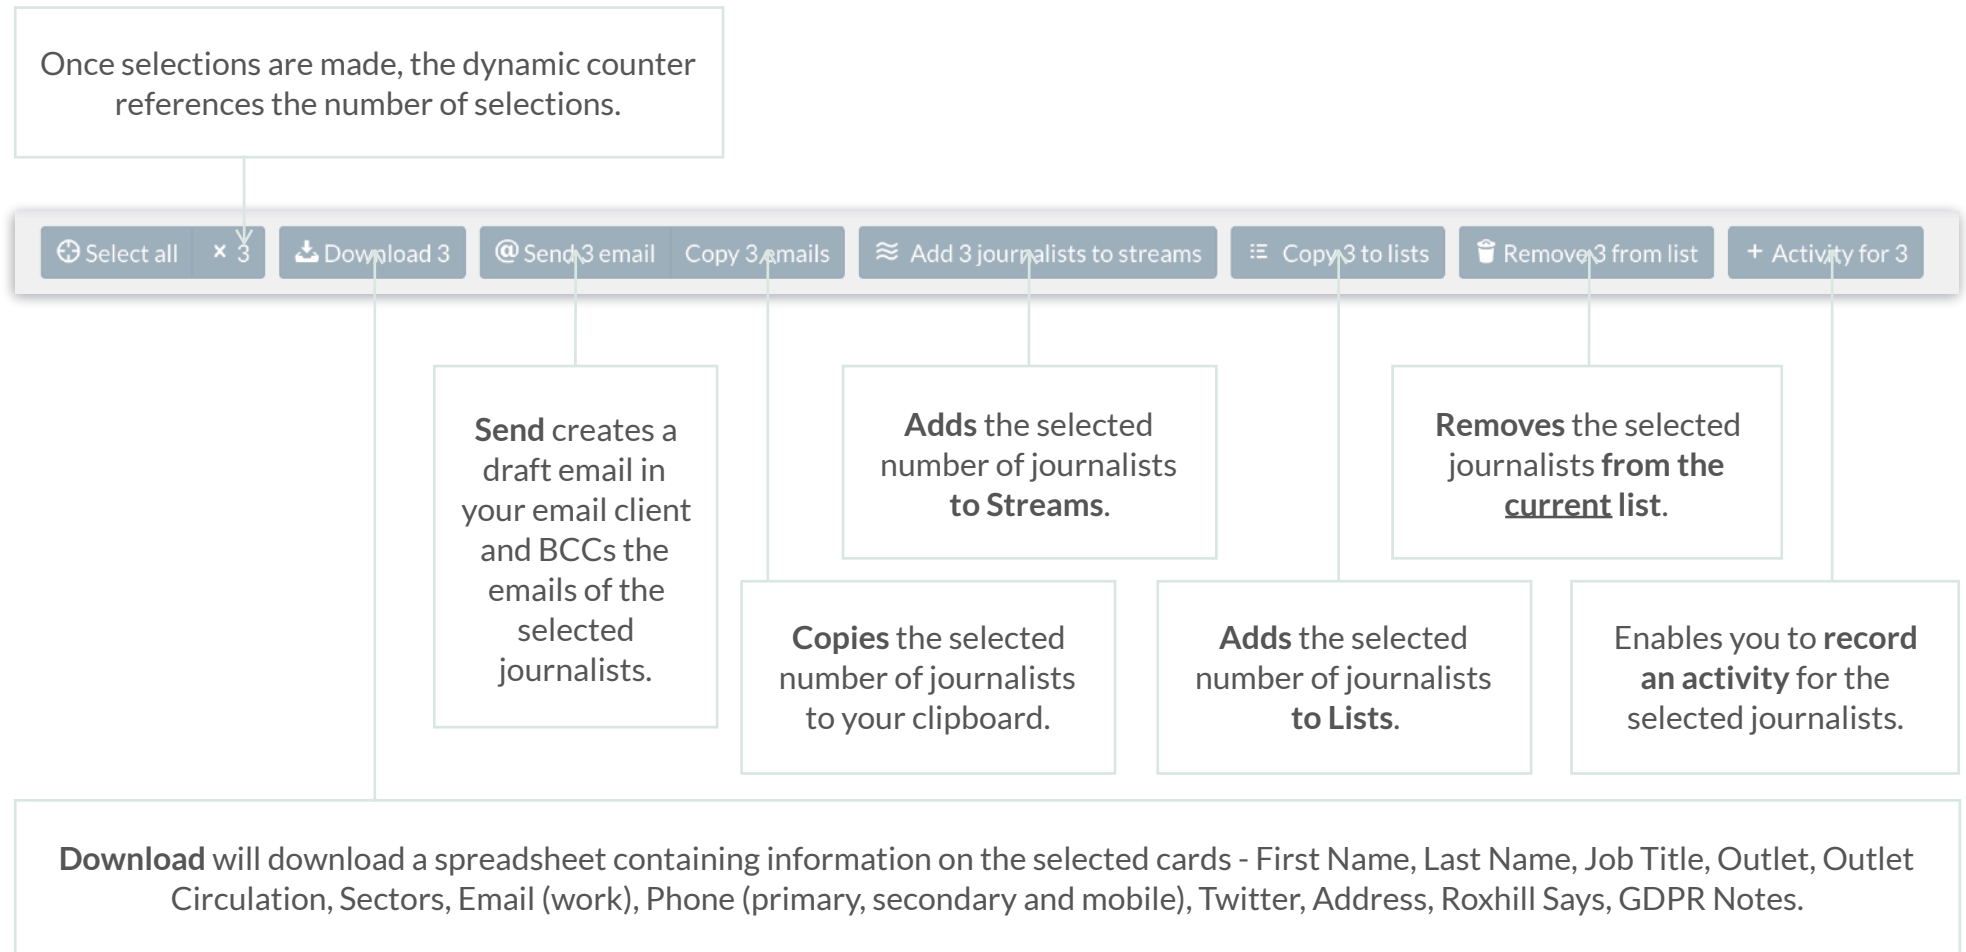 Once selections are made, the dynamic counter
references the number of selections.
Select all × 3 Download 3 @ Send 3 email Copy 3 emails Add 3 journalists to streams Copy 3 to lists Remove 3 from list + Activity for 3
Send creates a
draft email in
your email client
and BCCs the
emails of the
selected
journalists.
Adds the selected
number of journalists
to Streams.
Removes the selected
journalists from the
current list.
Copies the selected
number of journalists
to your clipboard.
Adds the selected
number of journalists
to Lists.
Enables you to record
an activity for the
selected journalists.
Download will download a spreadsheet containing information on the selected cards - First Name, Last Name, Job Title, Outlet, Outlet
Circulation, Sectors, Email (work), Phone (primary, secondary and mobile), Twitter, Address, Roxhill Says, GDPR Notes.